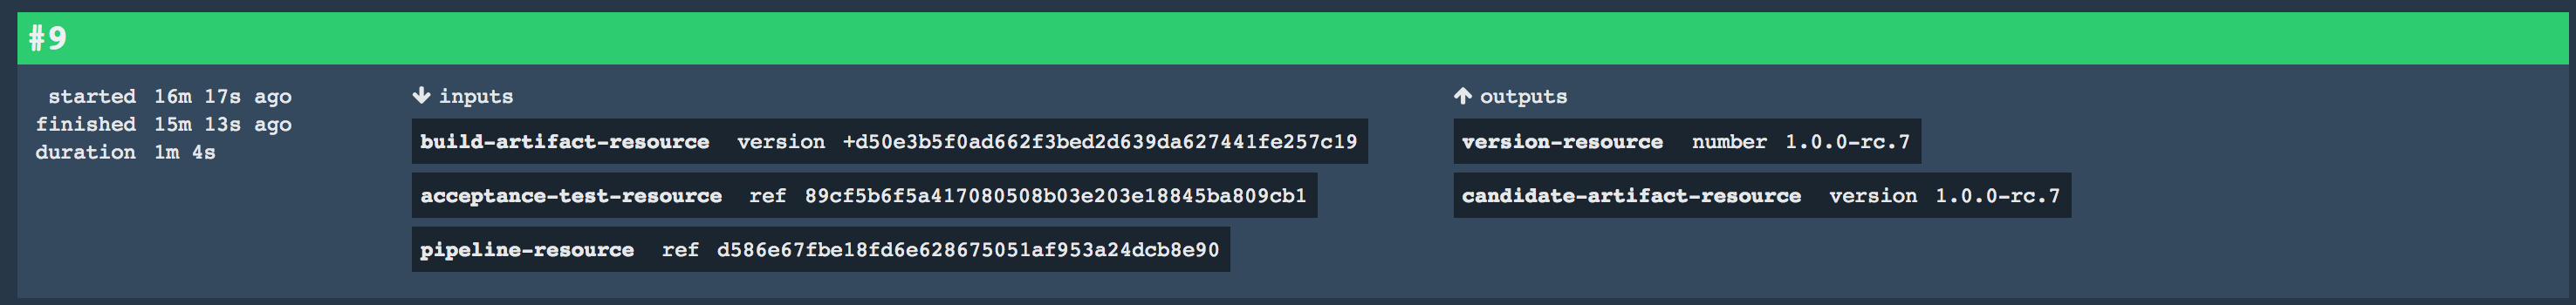 #9
started 16m 17s ago
finished 15m 13s ago
duration 1m 4s
inputs
build-artifact-resource version +d50e3b5f0ad662f3bed2d639da627441fe257c19
acceptance-test-resource ref 89cf5b6f5a417080508b03e203e18845ba809cb1
pipeline-resource ref d586e67fbe18fd6e628675051af953a24dcb8e90
outputs
version-resource number 1.0.0-rc.7
candidate-artifact-resource version 1.0.0-rc.7